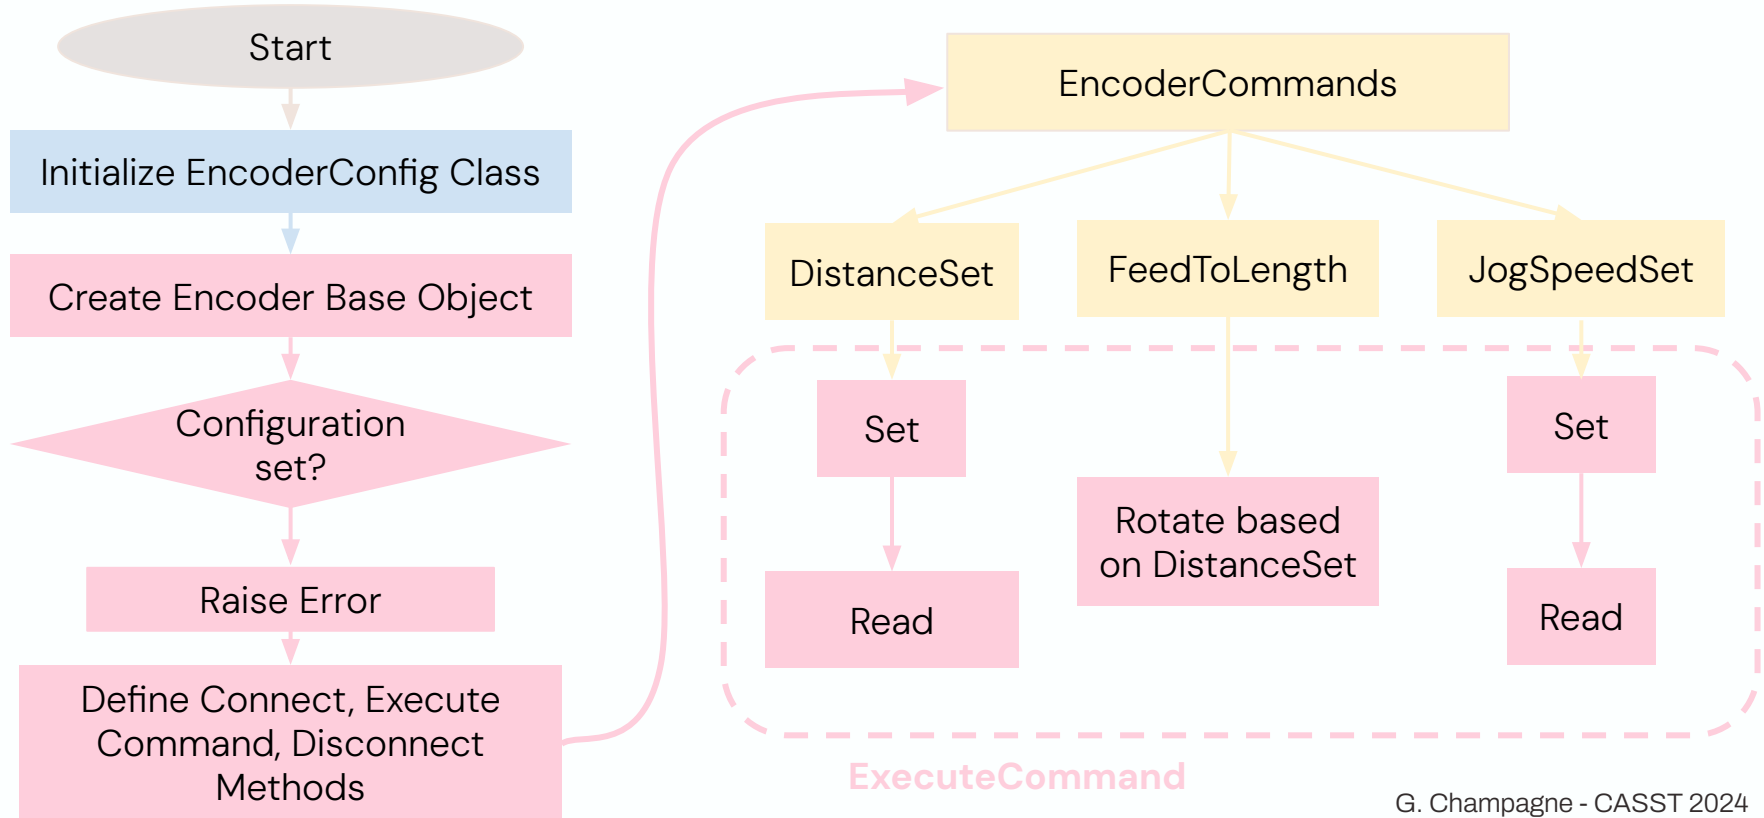 Start
Initialize EncoderConfig Class
Create Encoder Base Object
Configuration
set?
Raise Error
Define Connect, Execute
Command, Disconnect
Methods
EncoderCommands
DistanceSet
FeedToLength
JogSpeedSet
Set
Read
Rotate based
on DistanceSet
Set
Read
ExecuteCommand
G. Champagne - CASST 2024